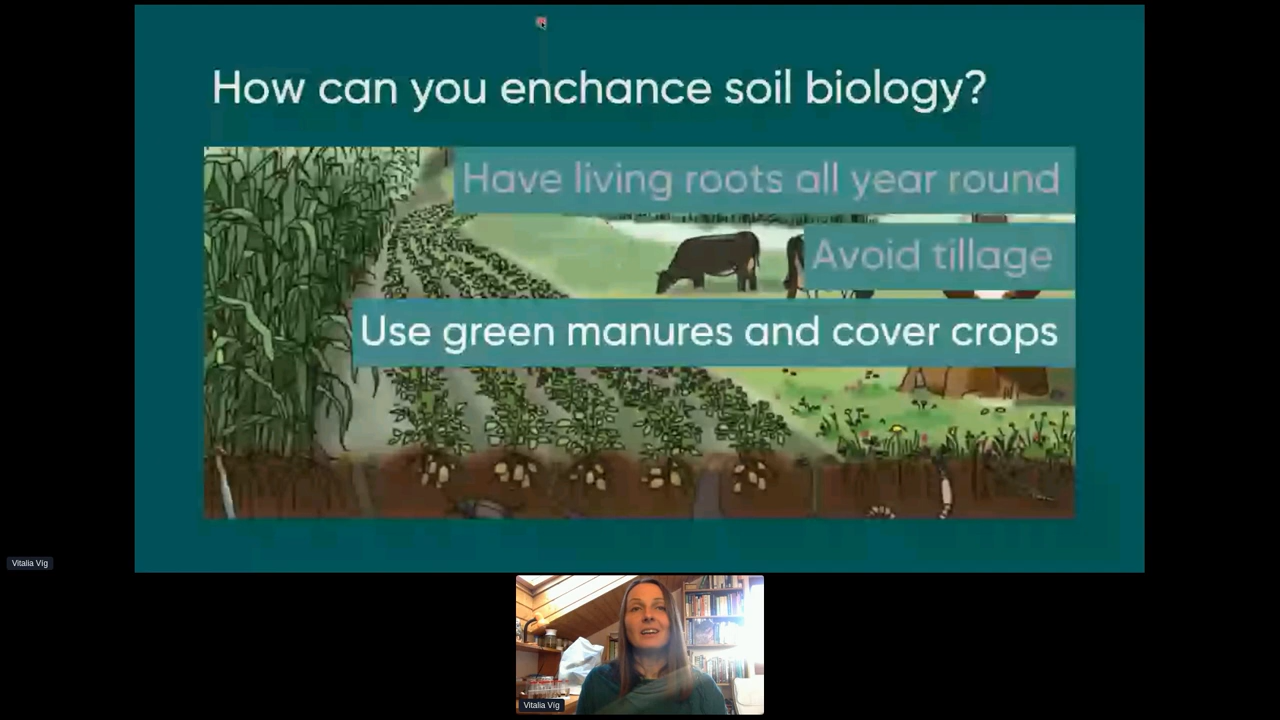 How can you enchance soil biology?
Have living roots all year round
Avoid tillage
Use green manures and cover crops
Vitalia Vig
Vitalia Vig